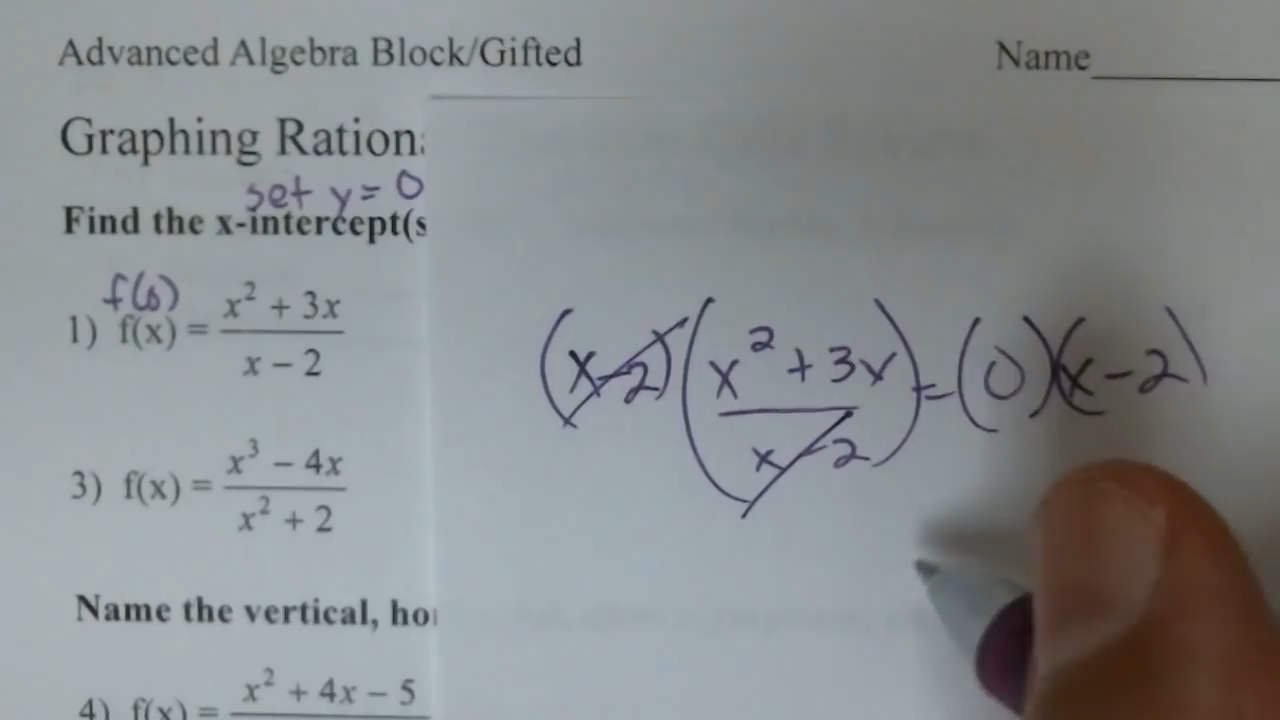 Advanced Algebra Block/Gifted Name
Graphing Ration
set y = 0
Find the x-intercept(s
f(0)
1) f(x) = (x² + 3x)/(x − 2)
(x-2)((x² + 3x)/(x-2)) = (0)(x-2)
3) f(x) = (x³ − 4x)/(x² + 2)
Name the vertical, ho
4) f(x) = x² + 4x − 5